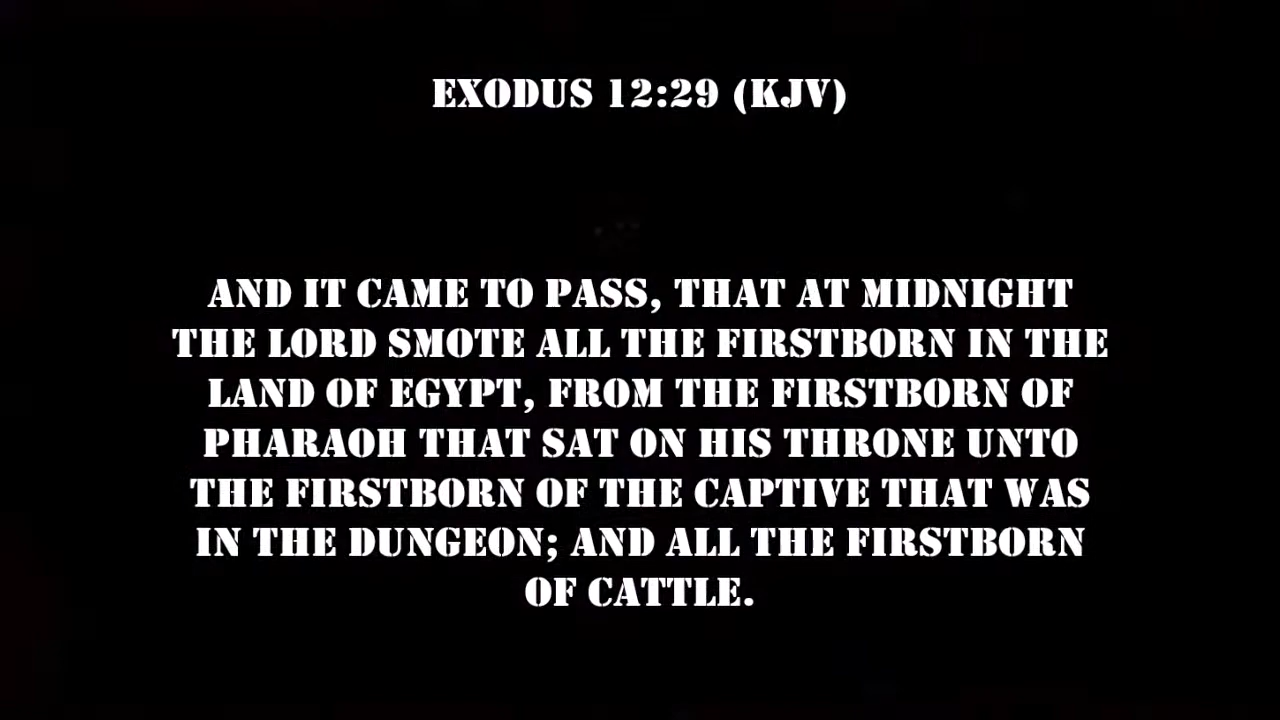 EXODUS 12:29 (KJV)
AND IT CAME TO PASS, THAT AT MIDNIGHT
THE LORD SMOTE ALL THE FIRSTBORN IN THE
LAND OF EGYPT, FROM THE FIRSTBORN OF
PHARAOH THAT SAT ON HIS THRONE UNTO
THE FIRSTBORN OF THE CAPTIVE THAT WAS
IN THE DUNGEON; AND ALL THE FIRSTBORN
OF CATTLE.